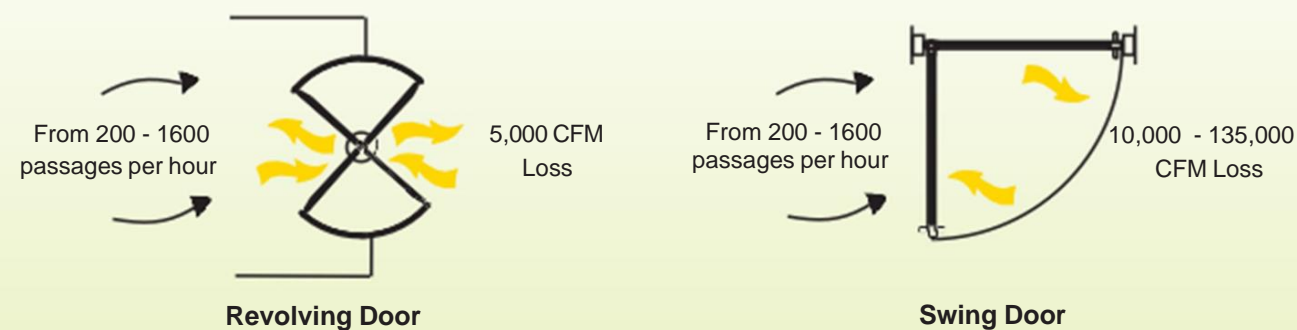 From 200 - 1600
passages per hour
5,000 CFM
Loss
Revolving Door
From 200 - 1600
passages per hour
10,000 - 135,000
CFM Loss
Swing Door